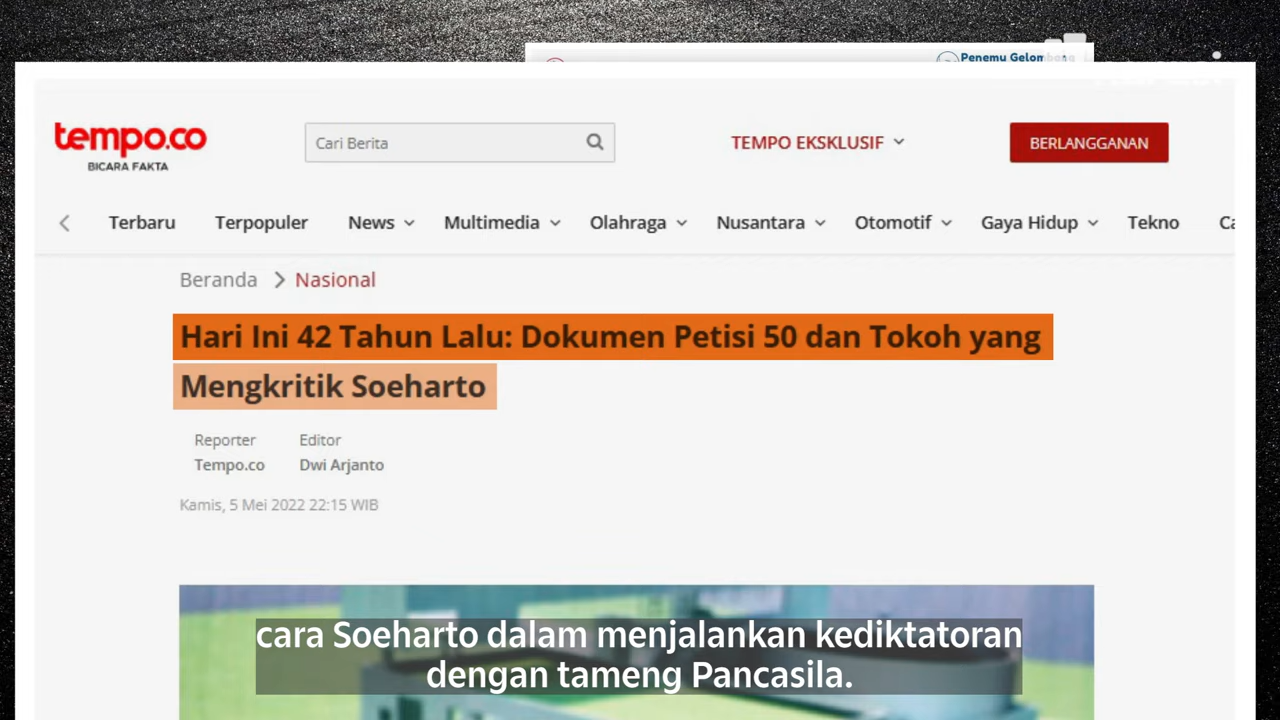 Penemu Gelombang
tempo.co
BICARA FAKTA
Cari Berita
TEMPO EKSKLUSIF
BERLANGGANAN
Terbaru Terpopuler News Multimedia Olahraga Nusantara Otomotif Gaya Hidup Tekno
Beranda > Nasional
Hari Ini 42 Tahun Lalu: Dokumen Petisi 50 dan Tokoh yang
Mengkritik Soeharto
Reporter Editor
Tempo.co Dwi Arjanto
Kamis, 5 Mei 2022 22:15 WIB
cara Soeharto dalam menjalankan kediktatoran
dengan tameng Pancasila.